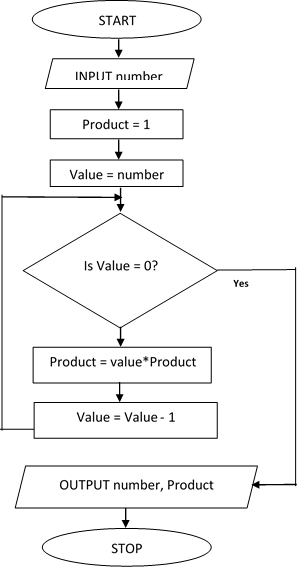 START
INPUT number
Product = 1
Value = number
Is Value = 0?
Yes
Product = value*Product
Value = Value - 1
OUTPUT number, Product
STOP